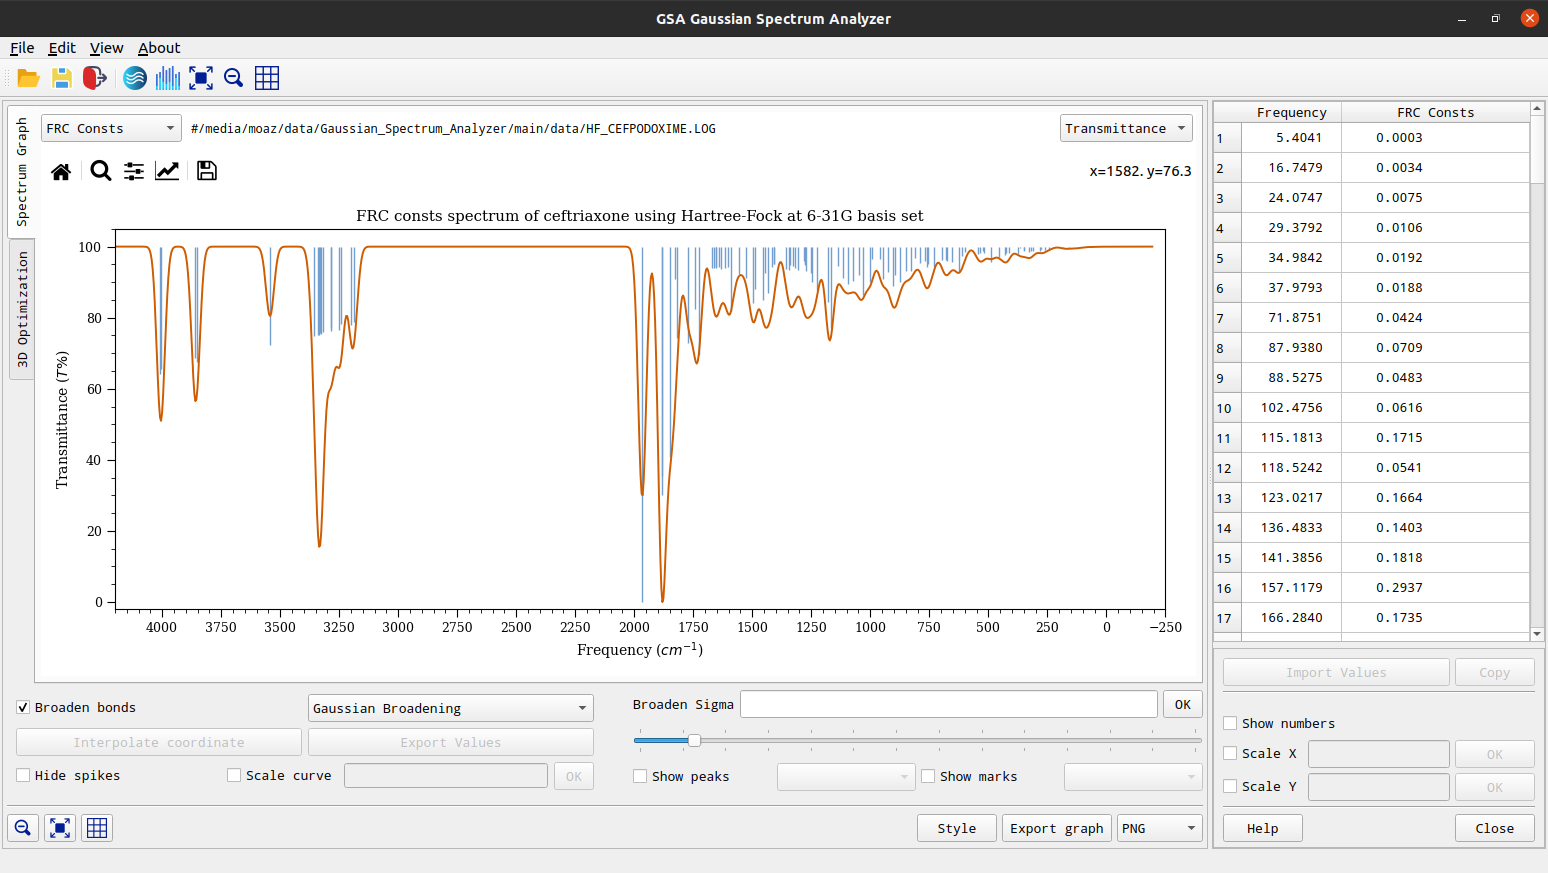 GSA Gaussian Spectrum Analyzer
File Edit View About
Spectrum Graph
3D Optimization
FRC Consts
#/media/moaz/data/Gaussian_Spectrum_Analyzer/main/data/HF_CEFPODOXIME.LOG
Transmittance
x=1582. y=76.3
FRC consts spectrum of ceftriaxone using Hartree-Fock at 6-31G basis set
Transmittance (T%)
100
80
60
40
20
0
4000 3750 3500 3250 3000 2750 2500 2250 2000 1750 1500 1250 1000 750 500 250 0 −250
Frequency (cm⁻¹)
Frequency FRC Consts
1 5.4041 0.0003
2 16.7479 0.0034
3 24.0747 0.0075
4 29.3792 0.0106
5 34.9842 0.0192
6 37.9793 0.0188
7 71.8751 0.0424
8 87.9380 0.0709
9 88.5275 0.0483
10 102.4756 0.0616
11 115.1813 0.1715
12 118.5242 0.0541
13 123.0217 0.1664
14 136.4833 0.1403
15 141.3856 0.1818
16 157.1179 0.2937
17 166.2840 0.1735
Broaden bonds
Gaussian Broadening
Broaden Sigma
OK
Interpolate coordinate
Export Values
Hide spikes
Scale curve
OK
Show peaks
Show marks
Style
Export graph
PNG
Import Values
Copy
Show numbers
Scale X
OK
Scale Y
OK
Help
Close